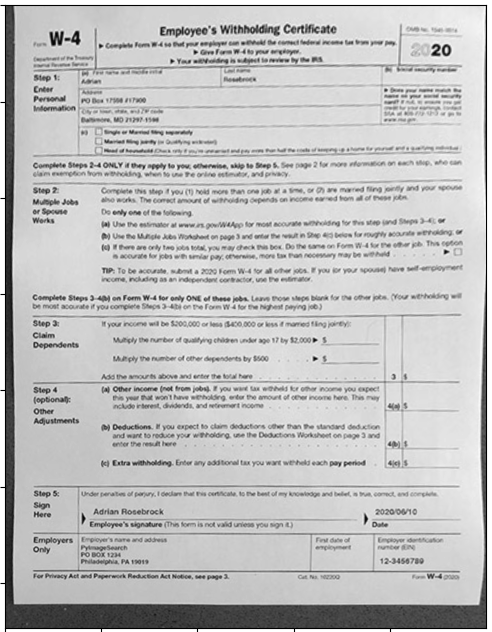 Form W-4
Department of the Treasury
Internal Revenue Service
Employee's Withholding Certificate
▶ Complete Form W-4 so that your employer can withhold the correct federal income tax from your pay.
▶ Give Form W-4 to your employer.
▶ Your withholding is subject to review by the IRS.
OMB No. 1545-0074
2020
Step 1:
Enter
Personal
Information
(a) First name and middle initial
Adrian
Last name
Rosebrock
(b) Social security number
Address
PO Box 17598 #17900
City or town, state, and ZIP code
Baltimore, MD 21297-1598
▶ Does your name match the
name on your social security
card? If not, to ensure you get
credit for your earnings, contact
SSA at 800-772-1213 or go to
www.ssa.gov.
(c) Single or Married filing separately
Married filing jointly (or Qualifying widow(er))
Head of household (Check only if you're unmarried and pay more than half the costs of keeping up a home for yourself and a qualifying individual.)
Complete Steps 2–4 ONLY if they apply to you; otherwise, skip to Step 5. See page 2 for more information on each step, who can
claim exemption from withholding, when to use the online estimator, and privacy.
Step 2:
Multiple Jobs
or Spouse
Works
Complete this step if you (1) hold more than one job at a time, or (2) are married filing jointly and your spouse
also works. The correct amount of withholding depends on income earned from all of these jobs.
Do only one of the following.
(a) Use the estimator at www.irs.gov/W4App for most accurate withholding for this step (and Steps 3–4); or
(b) Use the Multiple Jobs Worksheet on page 3 and enter the result in Step 4(c) below for roughly accurate withholding; or
(c) If there are only two jobs total, you may check this box. Do the same on Form W-4 for the other job. This option
is accurate for jobs with similar pay; otherwise, more tax than necessary may be withheld . . . . . ▶
TIP: To be accurate, submit a 2020 Form W-4 for all other jobs. If you (or your spouse) have self-employment
income, including as an independent contractor, use the estimator.
Complete Steps 3–4(b) on Form W-4 for only ONE of these jobs. Leave those steps blank for the other jobs. (Your withholding will
be most accurate if you complete Steps 3–4(b) on the Form W-4 for the highest paying job.)
Step 3:
Claim
Dependents
If your income will be $200,000 or less ($400,000 or less if married filing jointly):
Multiply the number of qualifying children under age 17 by $2,000 ▶ $
Multiply the number of other dependents by $500 . . . . ▶ $
Add the amounts above and enter the total here . . . . . . . . . 3 $
Step 4
(optional):
Other
Adjustments
(a) Other income (not from jobs). If you want tax withheld for other income you expect
this year that won't have withholding, enter the amount of other income here. This may
include interest, dividends, and retirement income . . . . . . . . . 4(a) $
(b) Deductions. If you expect to claim deductions other than the standard deduction
and want to reduce your withholding, use the Deductions Worksheet on page 3 and
enter the result here . . . . . . . . . . . . . . 4(b) $
(c) Extra withholding. Enter any additional tax you want withheld each pay period . 4(c) $
Step 5:
Sign
Here
Under penalties of perjury, I declare that this certificate, to the best of my knowledge and belief, is true, correct, and complete.
Adrian Rosebrock
2020/06/10
Employee's signature (This form is not valid unless you sign it.)
Date
Employers
Only
Employer's name and address
PyImageSearch
PO BOX 1234
Philadelphia, PA 19019
First date of
employment
Employer identification
number (EIN)
12-3456789
For Privacy Act and Paperwork Reduction Act Notice, see page 3.
Cat. No. 10220Q
Form W-4 (2020)